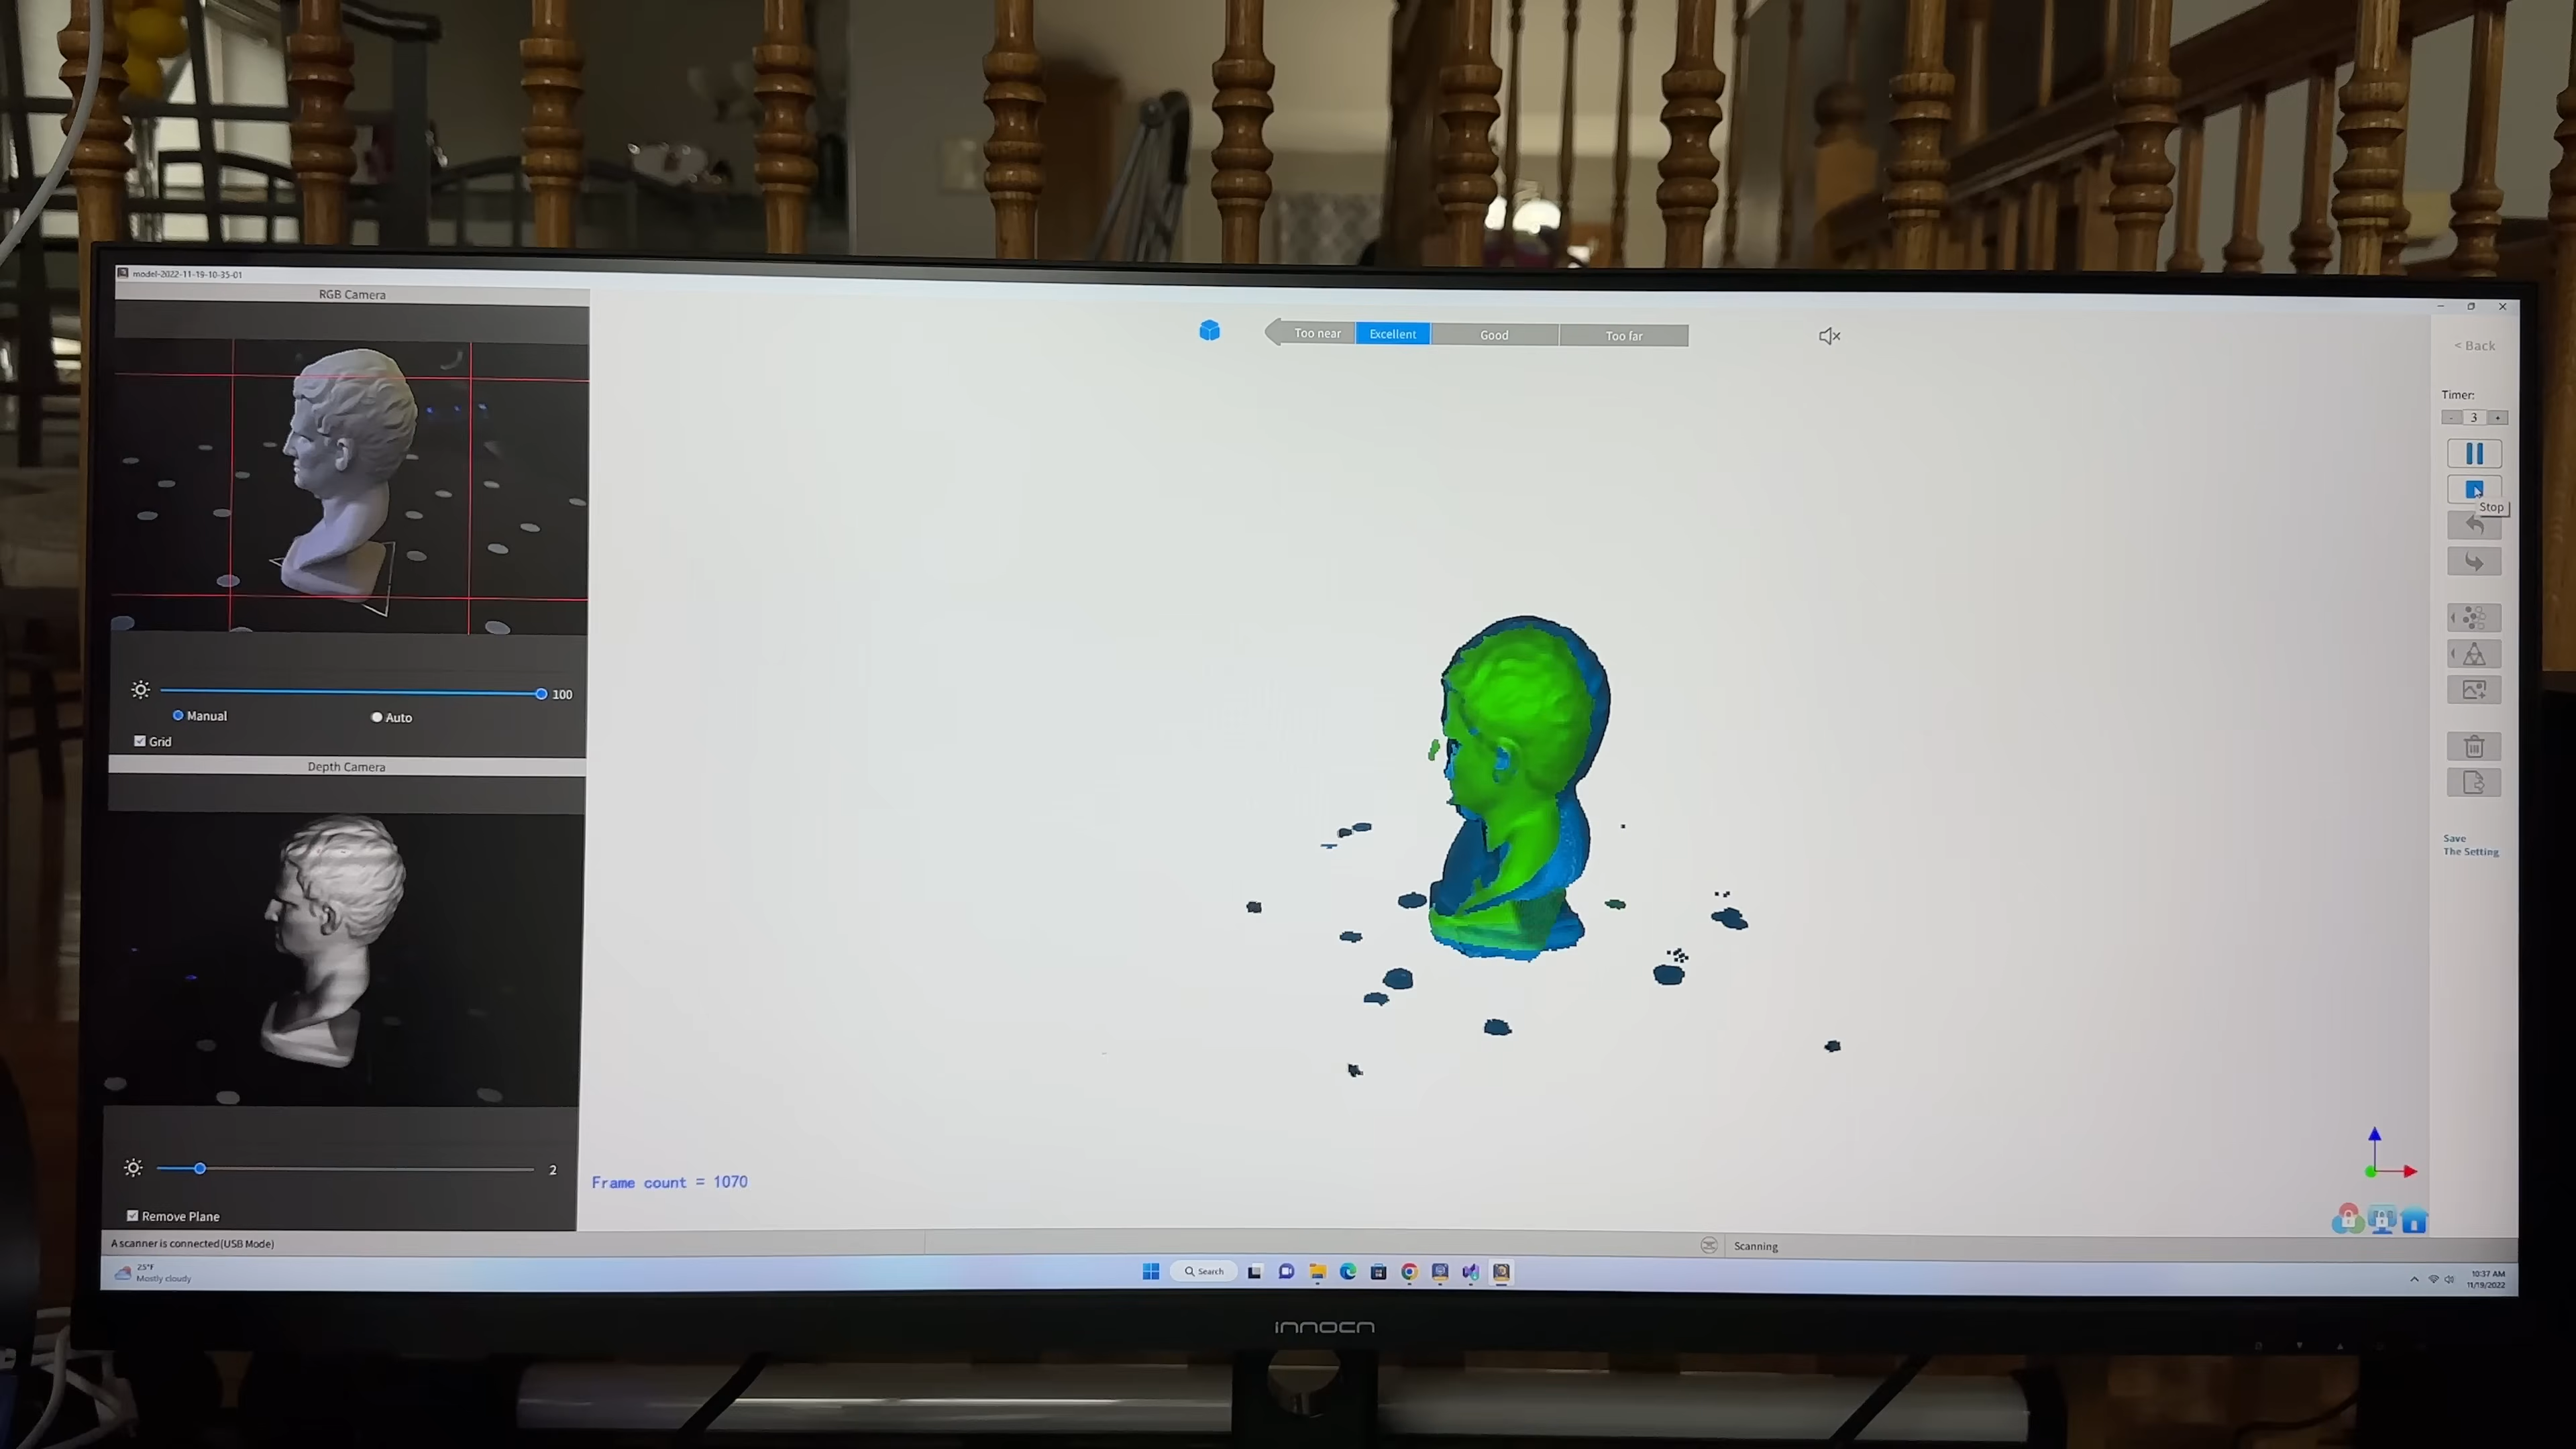 model-2022-11-19-10-35-01
RGB Camera
Too near
Excellent
Good
Too far
< Back
Timer:
- 3 +
Stop
100
Manual
Auto
Grid
Depth Camera
Save
The Setting
2
Frame count = 1070
Remove Plane
A scanner is connected(USB Mode)
Scanning
25°F
Mostly cloudy
Search
10:37 AM
11/19/2022
innocn